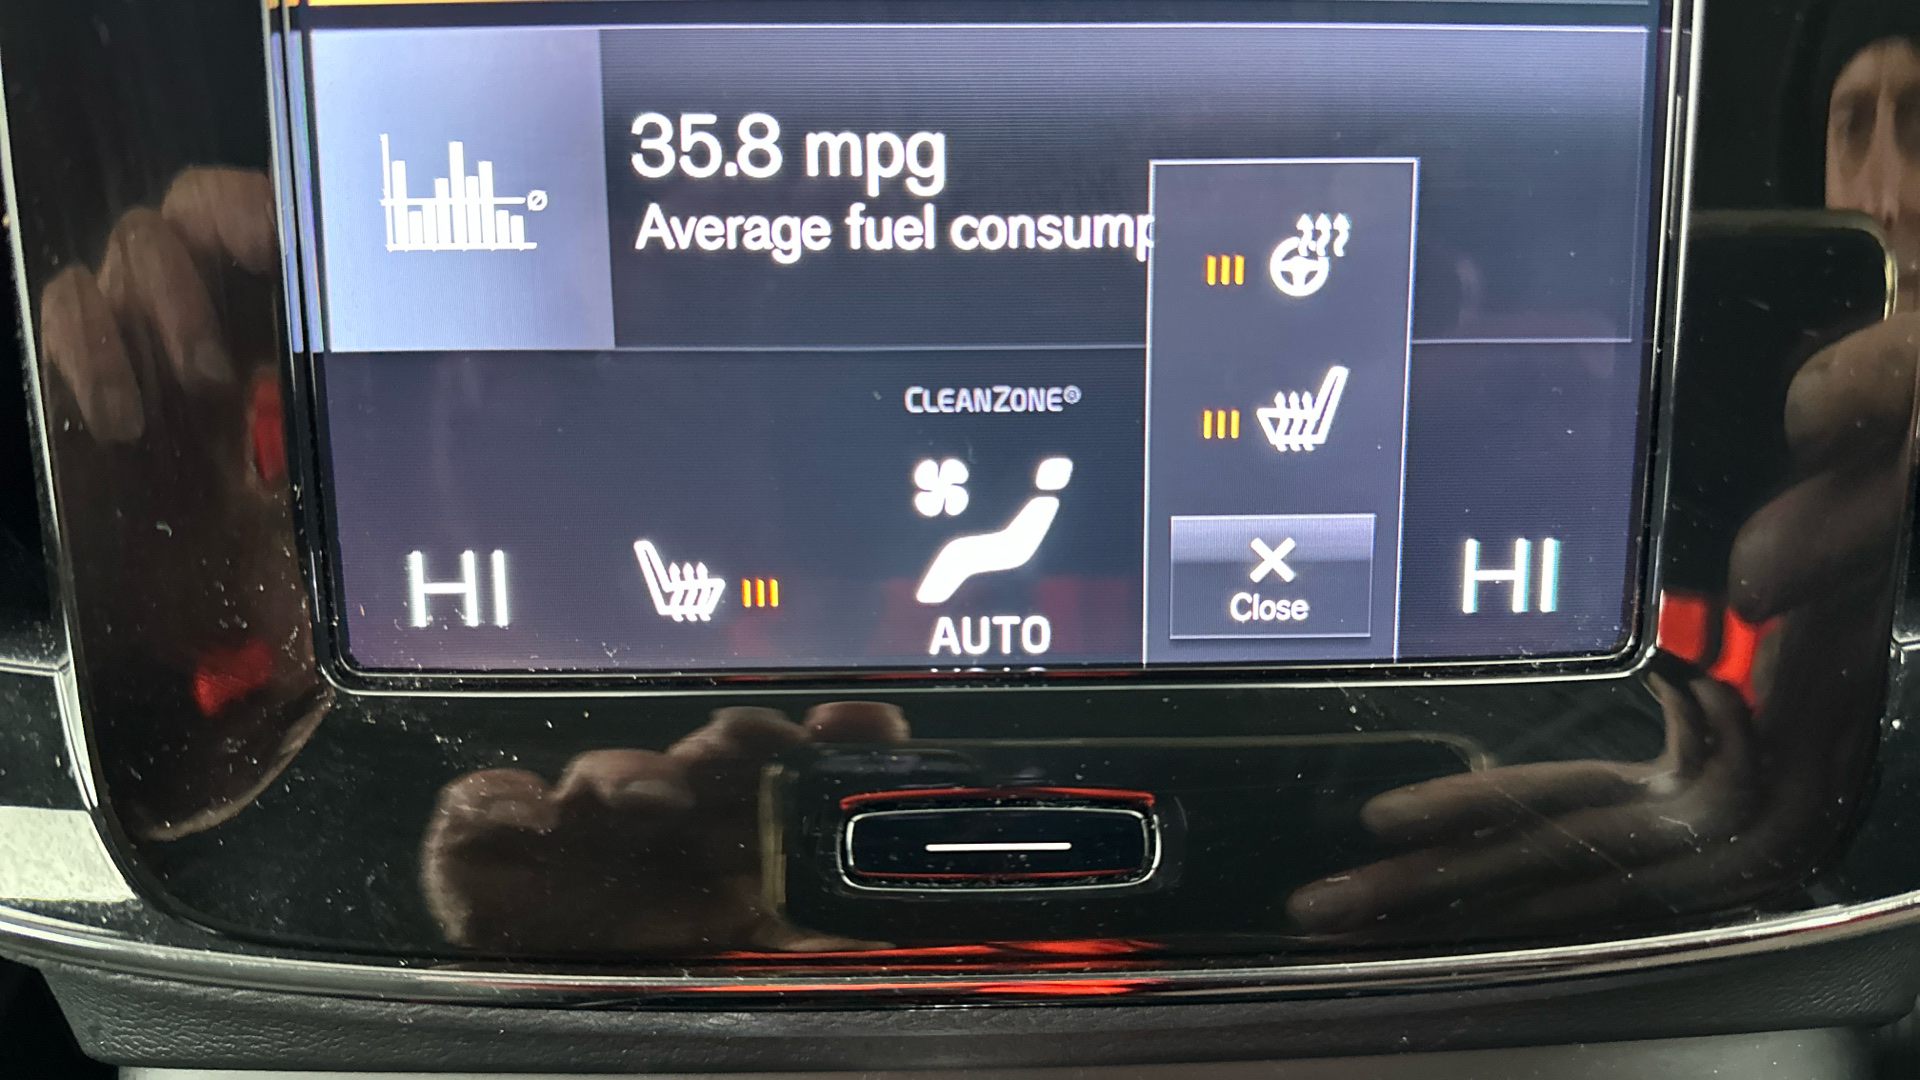 35.8 mpg
Average fuel consump
CLEANZONE®
HI
AUTO
Close
HI